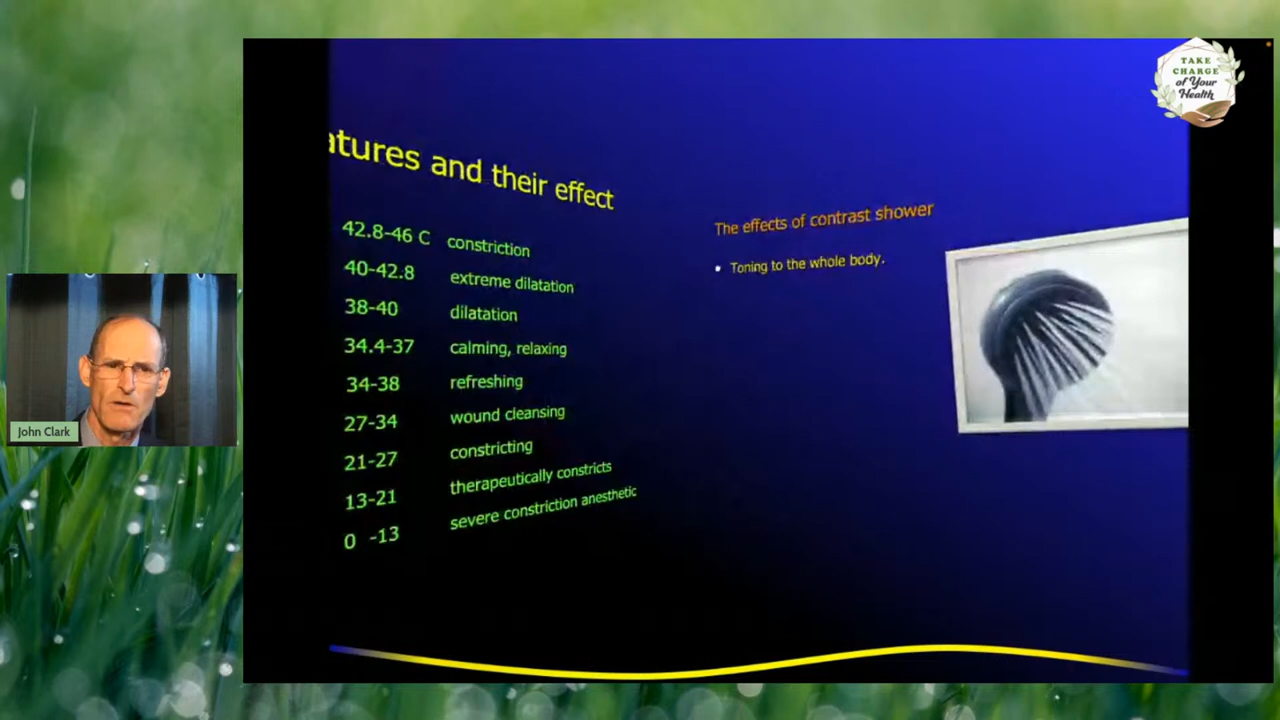 TAKE
CHARGE
of Your
Health
atures and their effect
42.8-46 C constriction
40-42.8 extreme dilatation
38-40 dilatation
34.4-37 calming, relaxing
34-38 refreshing
27-34 wound cleansing
21-27 constricting
13-21 therapeutically constricts
0 -13 severe constriction anesthetic
The effects of contrast shower
• Toning to the whole body.
John Clark